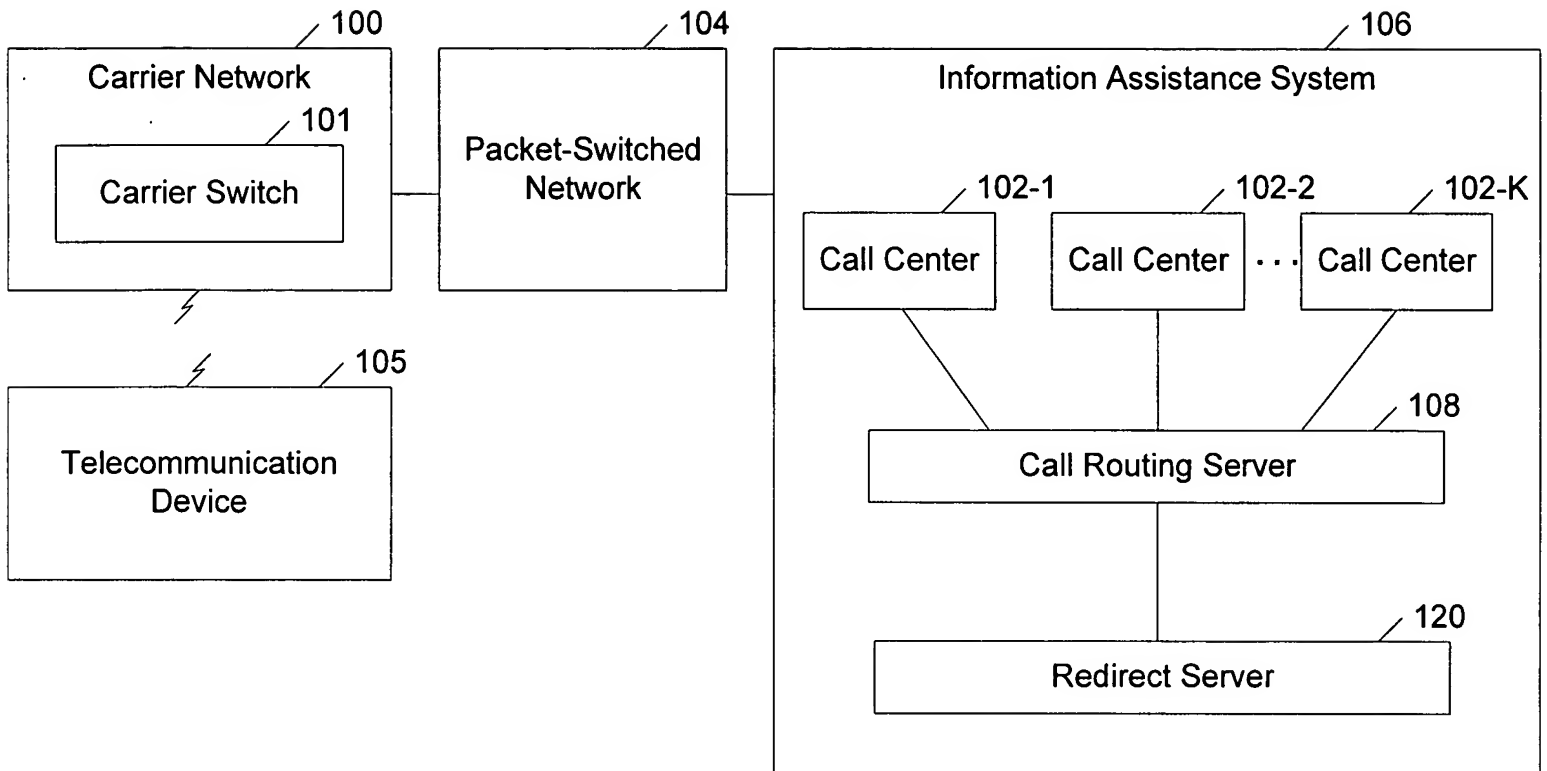 100
104
106
Carrier Network
Information Assistance System
101
Carrier Switch
Packet-Switched
Network
102-1
102-2
102-K
Call Center
Call Center
...
Call Center
105
Telecommunication
Device
108
Call Routing Server
120
Redirect Server